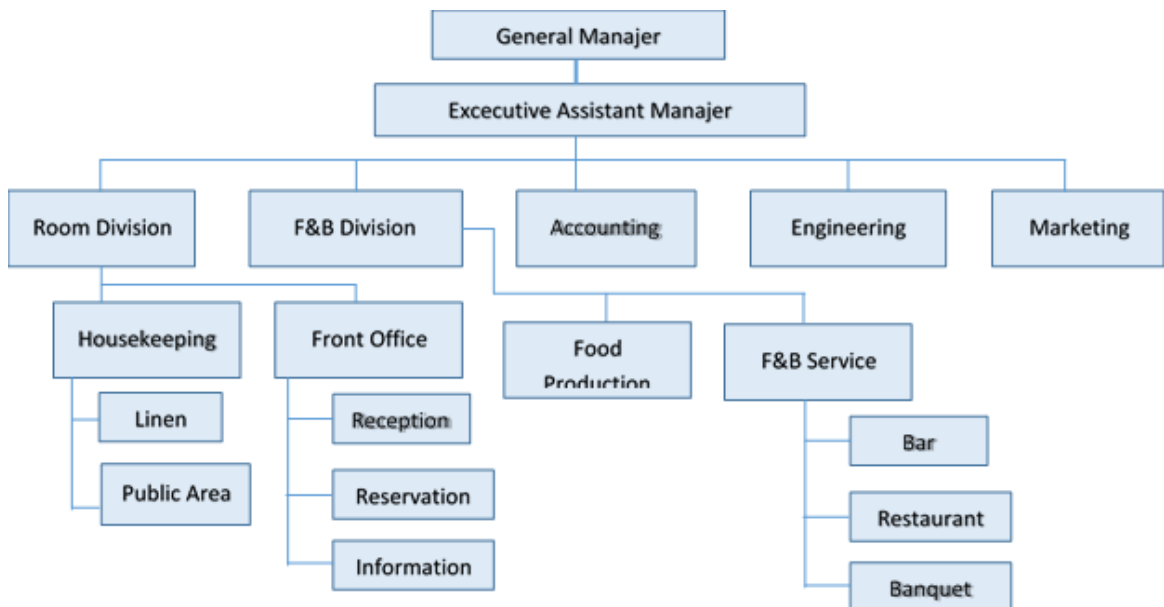 General Manajer
Excecutive Assistant Manajer
Room Division
F&B Division
Accounting
Engineering
Marketing
Housekeeping
Front Office
Food
Production
F&B Service
Linen
Reception
Bar
Public Area
Reservation
Restaurant
Information
Banquet